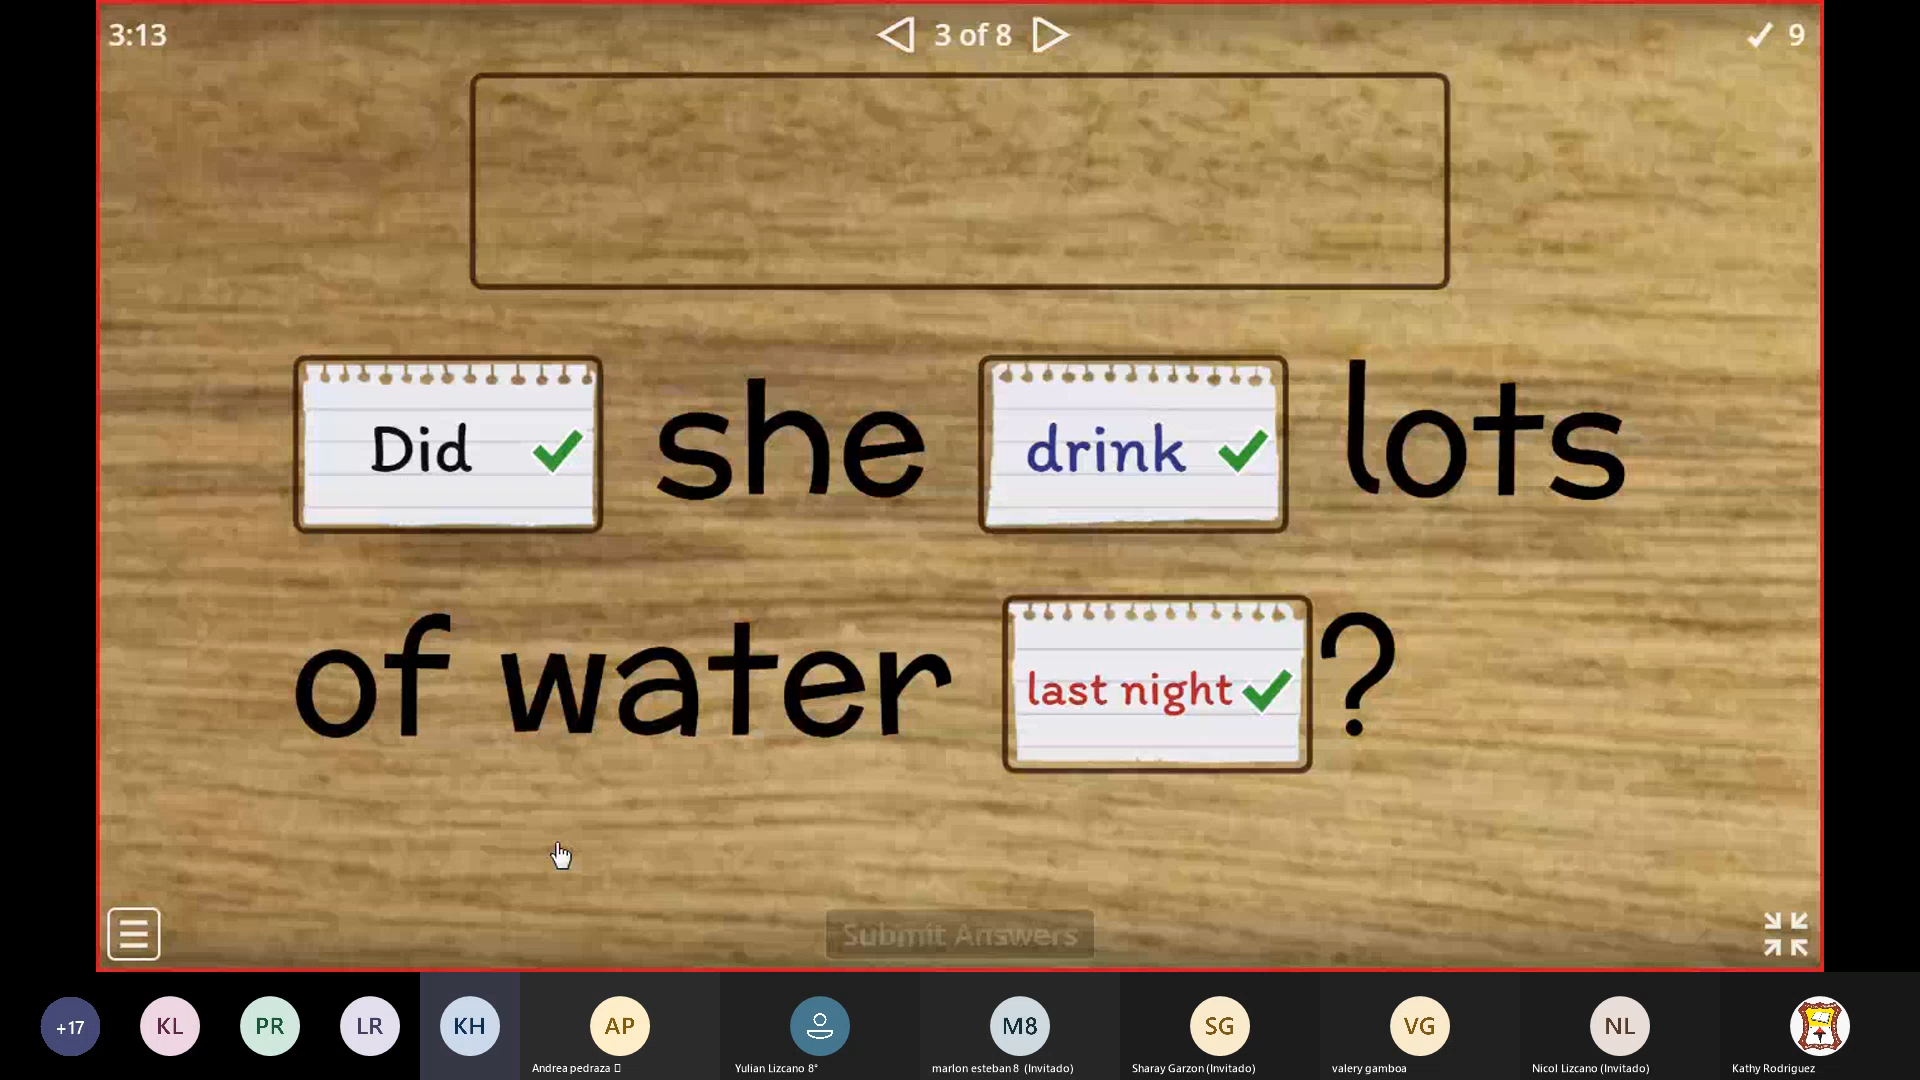 3:13
3 of 8
9
Did she drink lots
of water last night?
Submit Answers
+17 KL PR LR KH AP M8 SG VG NL
Andrea pedraza Yulian Lizcano 8° marlon esteban 8 (Invitado) Sharay Garzon (Invitado) valery gamboa Nicol Lizcano (Invitado) Kathy Rodriguez